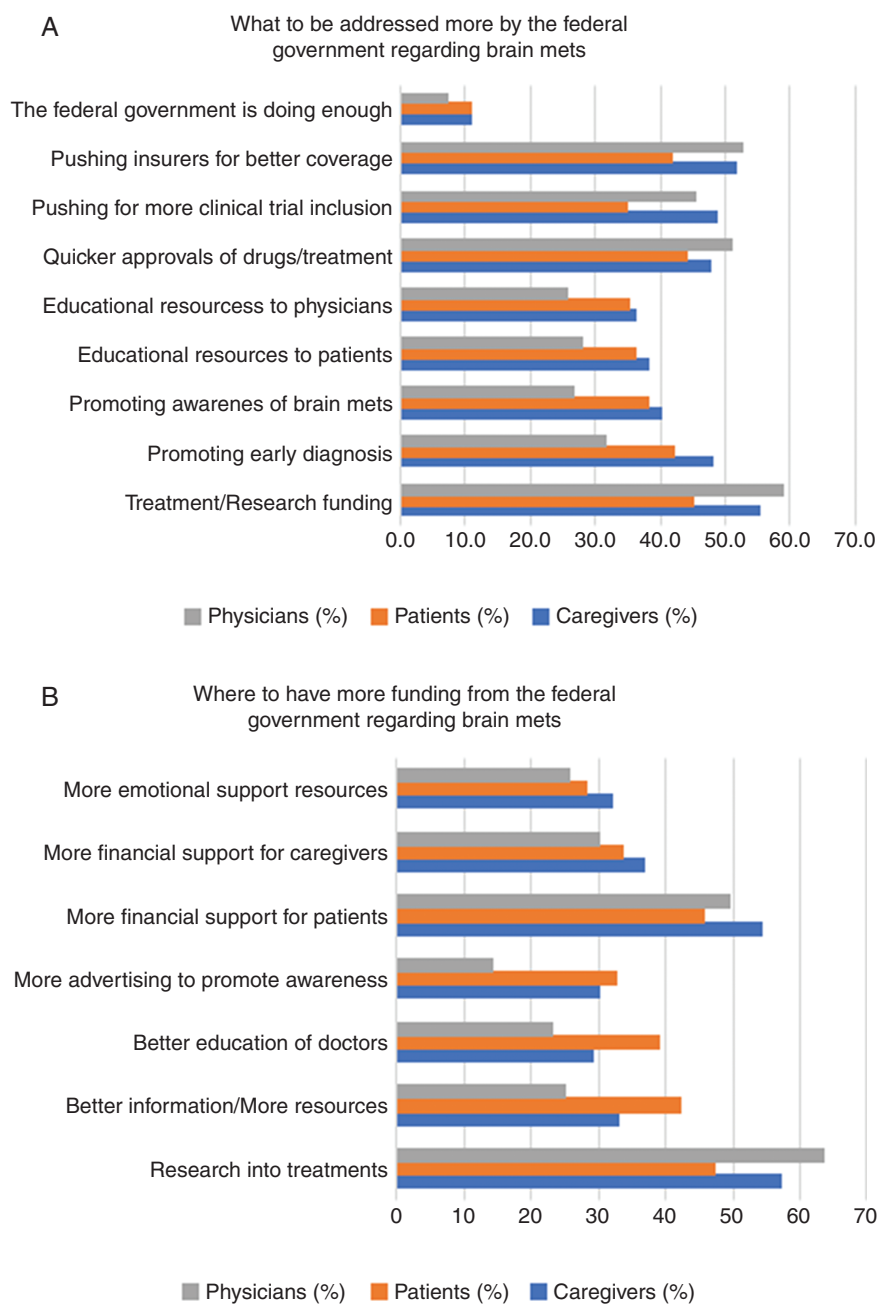 A
What to be addressed more by the federal
government regarding brain mets
The federal government is doing enough
Pushing insurers for better coverage
Pushing for more clinical trial inclusion
Quicker approvals of drugs/treatment
Educational resourcess to physicians
Educational resources to patients
Promoting awarenes of brain mets
Promoting early diagnosis
Treatment/Research funding
0.0 10.0 20.0 30.0 40.0 50.0 60.0 70.0
Physicians (%) Patients (%) Caregivers (%)
B
Where to have more funding from the federal
government regarding brain mets
More emotional support resources
More financial support for caregivers
More financial support for patients
More advertising to promote awareness
Better education of doctors
Better information/More resources
Research into treatments
0 10 20 30 40 50 60 70
Physicians (%) Patients (%) Caregivers (%)